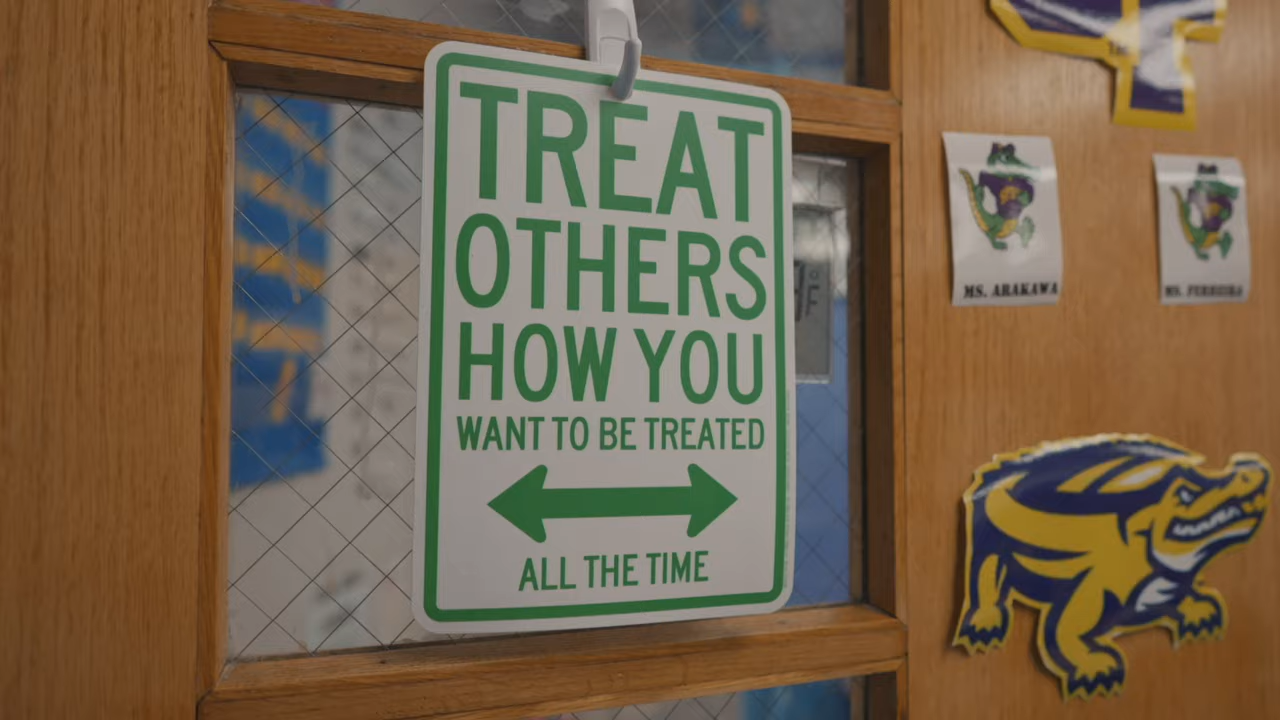 TREAT
OTHERS
HOW YOU
WANT TO BE TREATED
ALL THE TIME
MS. ARAKAWA
MS. FERREIRA